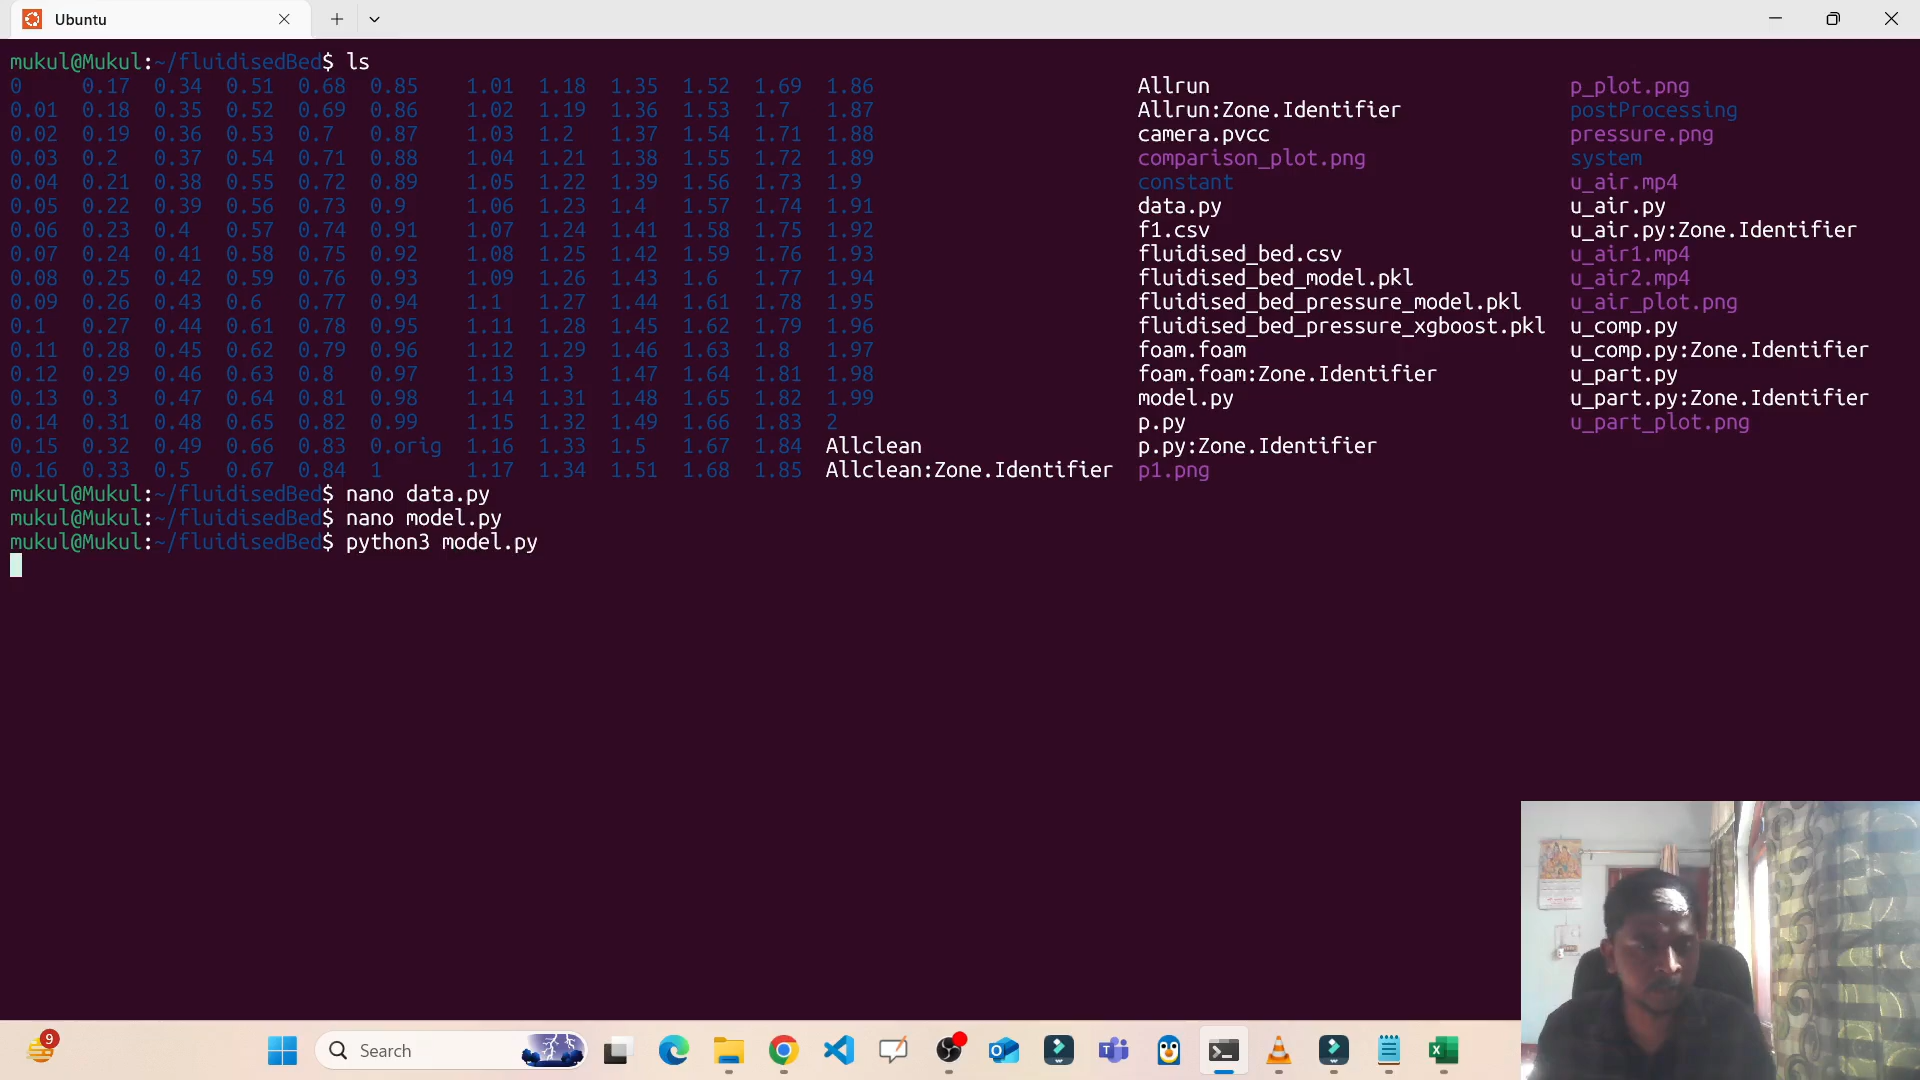 Ubuntu
mukul@Mukul:~/fluidisedBed$ ls
0 0.17 0.34 0.51 0.68 0.85 1.01 1.18 1.35 1.52 1.69 1.86 Allrun p_plot.png
0.01 0.18 0.35 0.52 0.69 0.86 1.02 1.19 1.36 1.53 1.7 1.87 Allrun:Zone.Identifier postProcessing
0.02 0.19 0.36 0.53 0.7 0.87 1.03 1.2 1.37 1.54 1.71 1.88 camera.pvcc pressure.png
0.03 0.2 0.37 0.54 0.71 0.88 1.04 1.21 1.38 1.55 1.72 1.89 comparison_plot.png system
0.04 0.21 0.38 0.55 0.72 0.89 1.05 1.22 1.39 1.56 1.73 1.9 constant u_air.mp4
0.05 0.22 0.39 0.56 0.73 0.9 1.06 1.23 1.4 1.57 1.74 1.91 data.py u_air.py
0.06 0.23 0.4 0.57 0.74 0.91 1.07 1.24 1.41 1.58 1.75 1.92 f1.csv u_air.py:Zone.Identifier
0.07 0.24 0.41 0.58 0.75 0.92 1.08 1.25 1.42 1.59 1.76 1.93 fluidised_bed.csv u_air1.mp4
0.08 0.25 0.42 0.59 0.76 0.93 1.09 1.26 1.43 1.6 1.77 1.94 fluidised_bed_model.pkl u_air2.mp4
0.09 0.26 0.43 0.6 0.77 0.94 1.1 1.27 1.44 1.61 1.78 1.95 fluidised_bed_pressure_model.pkl u_air_plot.png
0.1 0.27 0.44 0.61 0.78 0.95 1.11 1.28 1.45 1.62 1.79 1.96 fluidised_bed_pressure_xgboost.pkl u_comp.py
0.11 0.28 0.45 0.62 0.79 0.96 1.12 1.29 1.46 1.63 1.8 1.97 foam.foam u_comp.py:Zone.Identifier
0.12 0.29 0.46 0.63 0.8 0.97 1.13 1.3 1.47 1.64 1.81 1.98 foam.foam:Zone.Identifier u_part.py
0.13 0.3 0.47 0.64 0.81 0.98 1.14 1.31 1.48 1.65 1.82 1.99 model.py u_part.py:Zone.Identifier
0.14 0.31 0.48 0.65 0.82 0.99 1.15 1.32 1.49 1.66 1.83 2 p.py u_part_plot.png
0.15 0.32 0.49 0.66 0.83 0.orig 1.16 1.33 1.5 1.67 1.84 Allclean p.py:Zone.Identifier
0.16 0.33 0.5 0.67 0.84 1 1.17 1.34 1.51 1.68 1.85 Allclean:Zone.Identifier p1.png
mukul@Mukul:~/fluidisedBed$ nano data.py
mukul@Mukul:~/fluidisedBed$ nano model.py
mukul@Mukul:~/fluidisedBed$ python3 model.py
9
Search